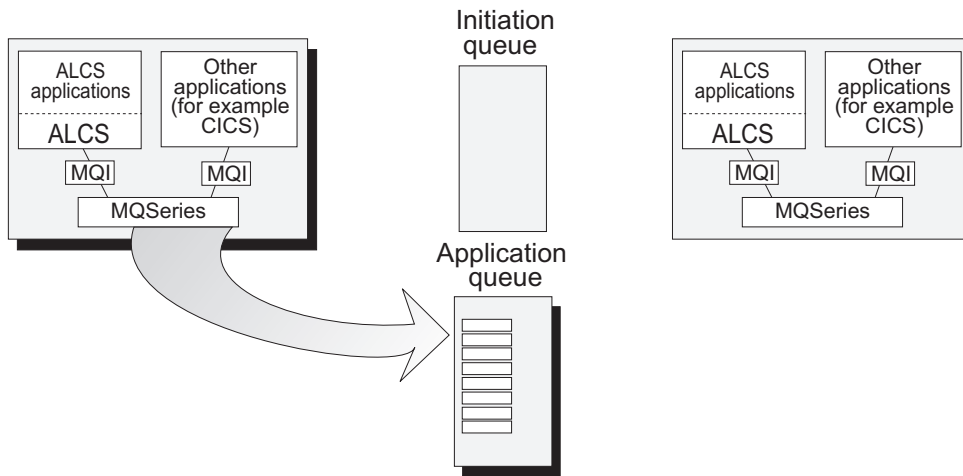 Initiation
queue
ALCS
applications
ALCS
Other
applications
(for example
CICS)
MQI
MQI
MQSeries
Application
queue
ALCS
applications
ALCS
Other
applications
(for example
CICS)
MQI
MQI
MQSeries